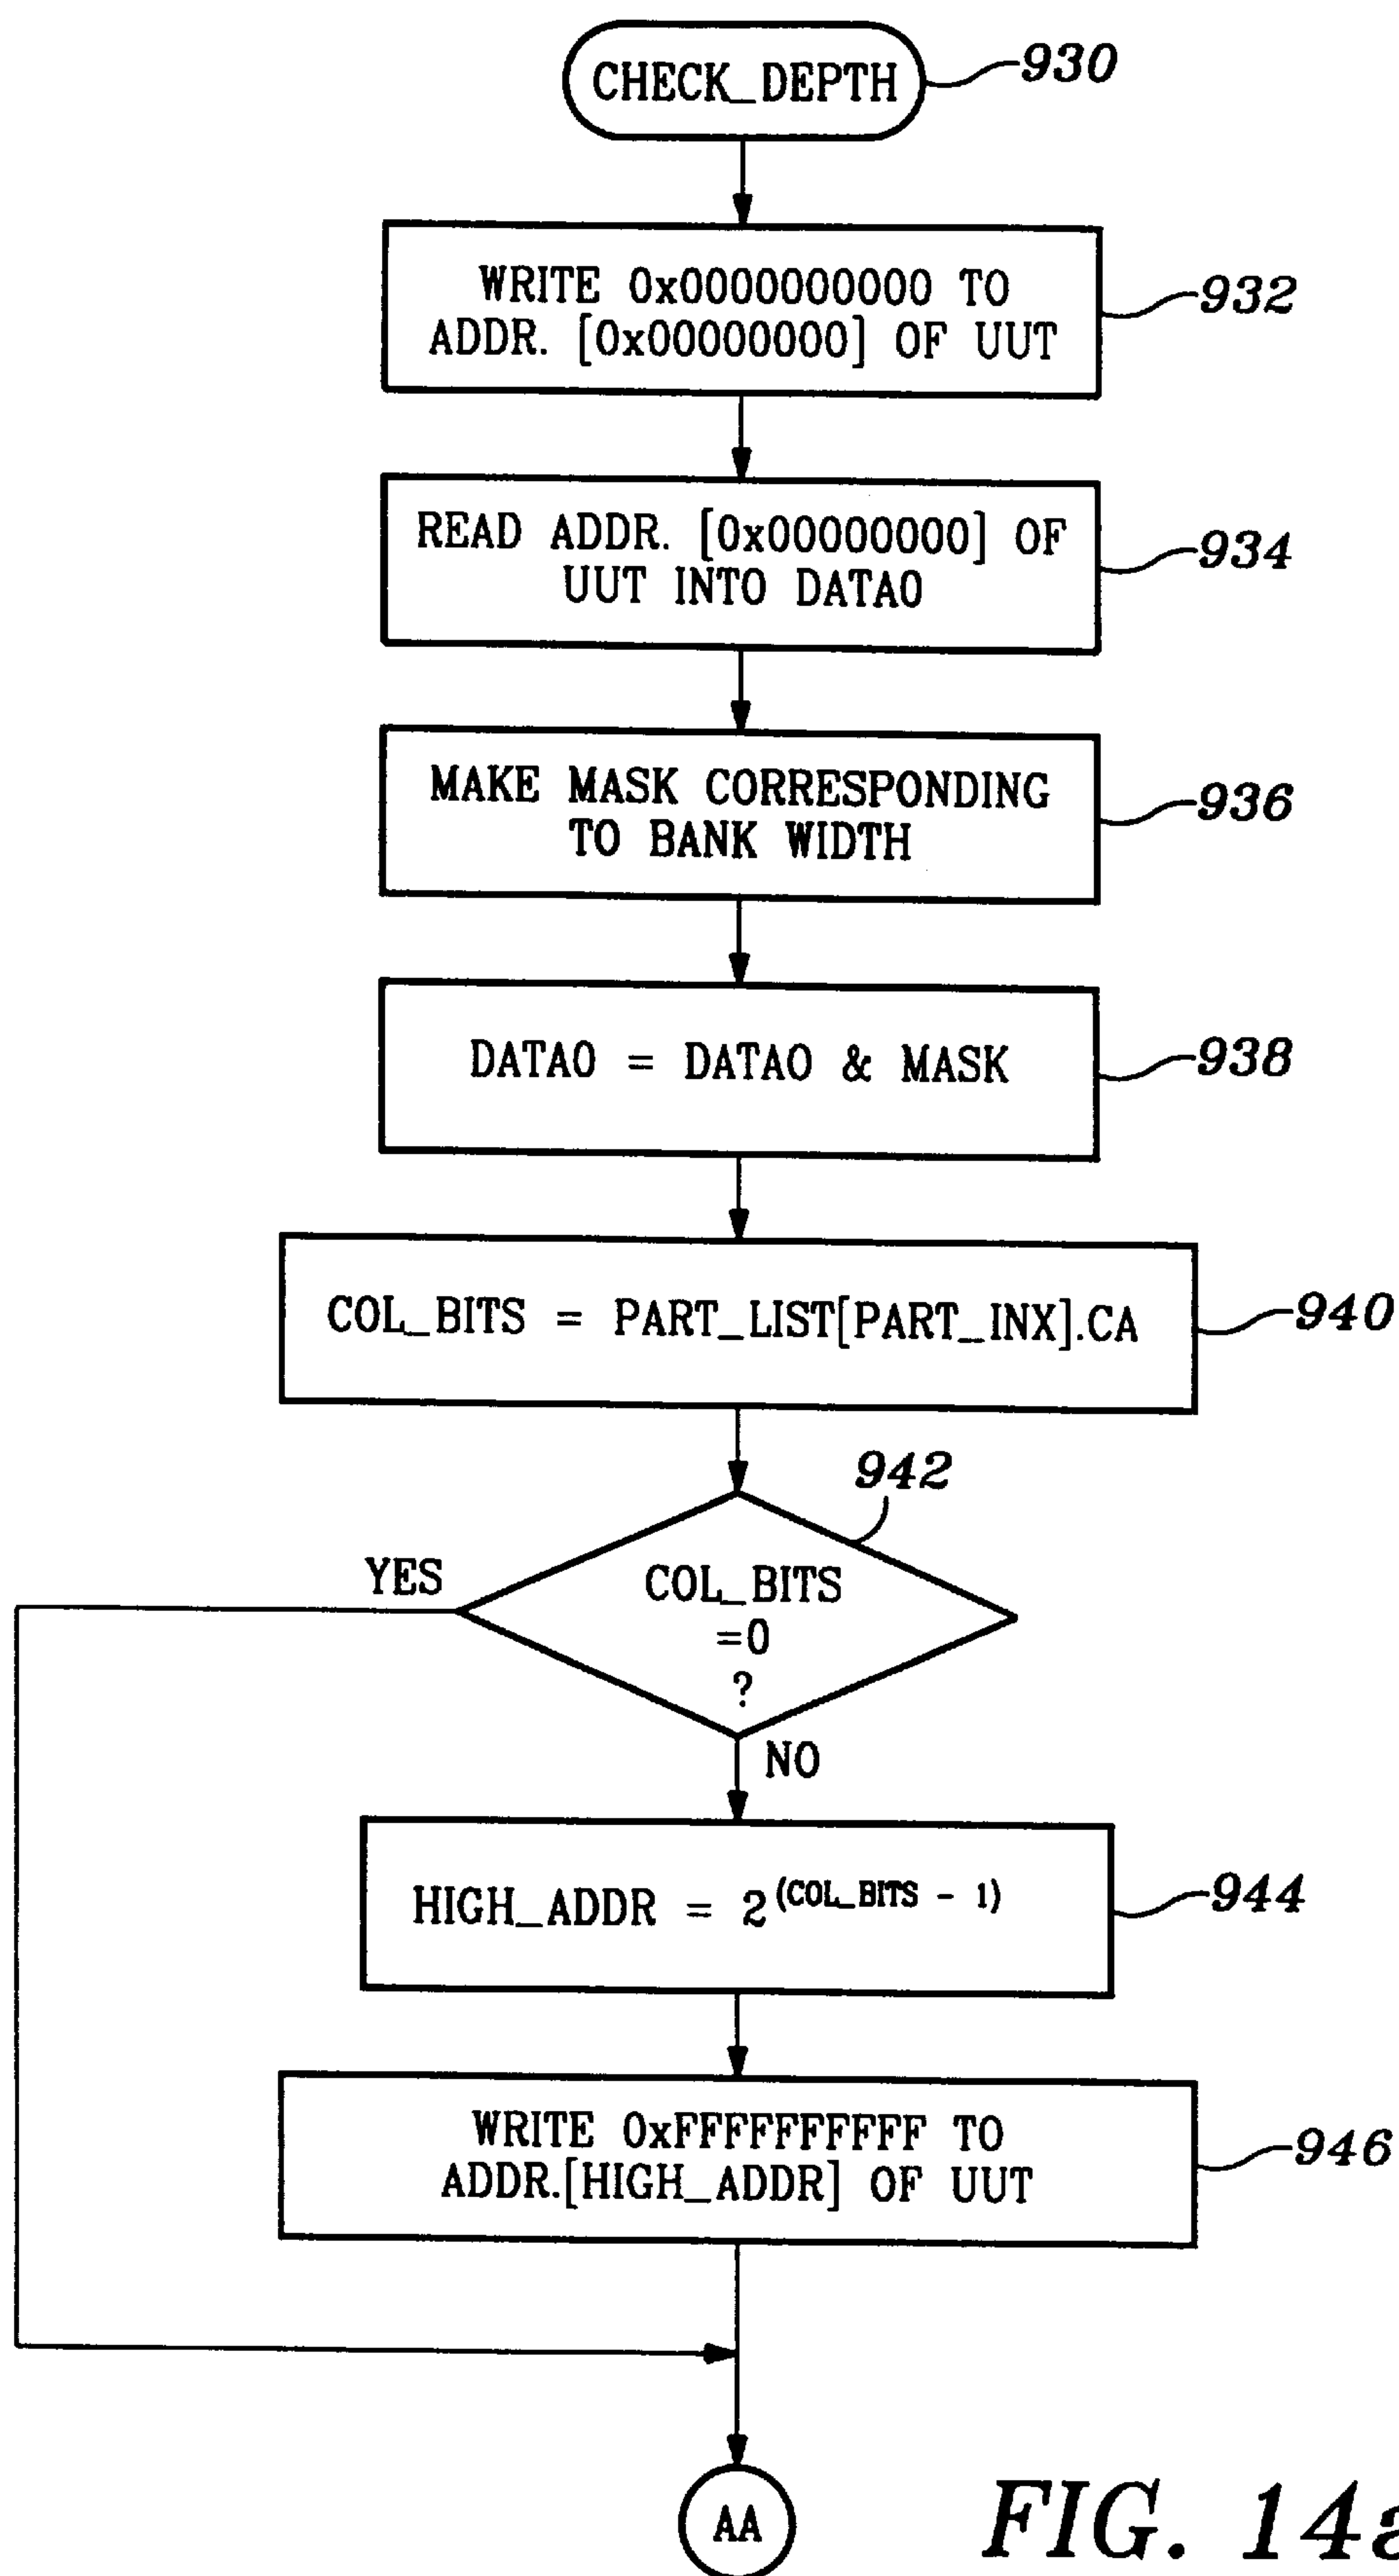 CHECK_DEPTH
930
WRITE 0x0000000000 TO
ADDR. [0x00000000] OF UUT
932
READ ADDR. [0x00000000] OF
UUT INTO DATA0
934
MAKE MASK CORRESPONDING
TO BANK WIDTH
936
DATA0 = DATA0 & MASK
938
COL_BITS = PART_LIST[PART_INX].CA
940
942
YES
COL_BITS
=0
?
NO
HIGH_ADDR = 2^(COL_BITS - 1)
944
WRITE 0xFFFFFFFFFF TO
ADDR.[HIGH_ADDR] OF UUT
946
AA
FIG. 14a